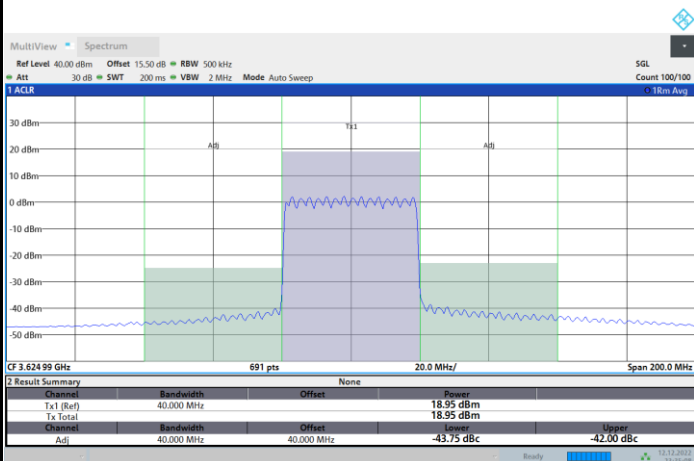 MultiView Spectrum
Ref Level 40.00 dBm Offset 15.50 dB RBW 500 kHz SGL
Att 30 dB SWT 200 ms VBW 2 MHz Mode Auto Sweep Count 100/100
1 ACLR 1Rm Avg
30 dBm
Tx1
Adj Adj
20 dBm
10 dBm
0 dBm
-10 dBm
-20 dBm
-30 dBm
-40 dBm
-50 dBm
CF 3.624 99 GHz 691 pts 20.0 MHz/ Span 200.0 MHz
2 Result Summary None
Channel Bandwidth Offset Power
Tx1 (Ref) 40.000 MHz 18.95 dBm
Tx Total 18.95 dBm
Channel Bandwidth Offset Lower Upper
Adj 40.000 MHz 40.000 MHz -43.75 dBc -42.00 dBc
Ready 12.12.2022